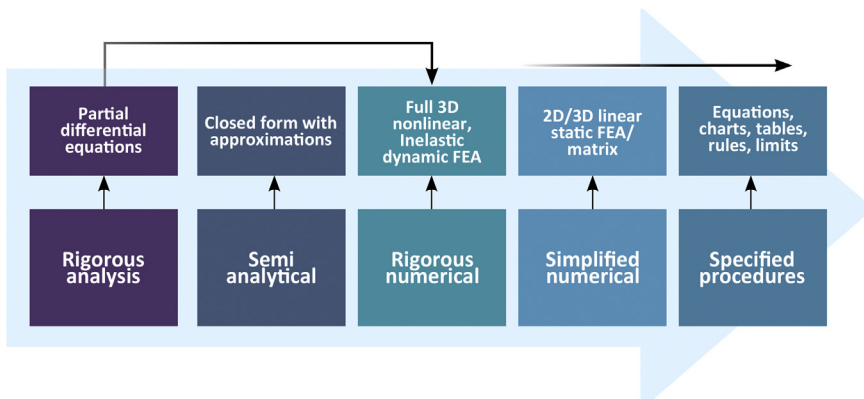 Partial
differential
equations
Closed form with
approximations
Full 3D
nonlinear,
Inelastic
dynamic FEA
2D/3D linear
static FEA/
matrix
Equations,
charts, tables,
rules, limits
Rigorous
analysis
Semi
analytical
Rigorous
numerical
Simplified
numerical
Specified
procedures